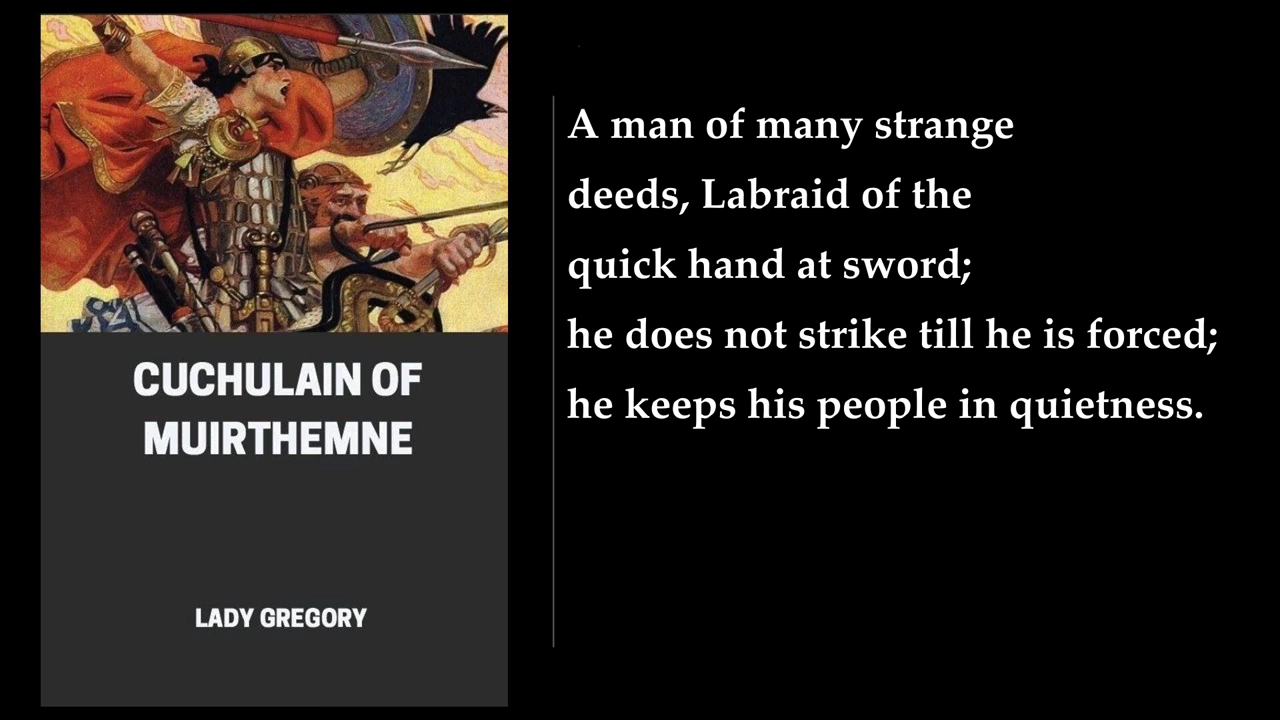 CUCHULAIN OF
MUIRTHEMNE
LADY GREGORY
A man of many strange
deeds, Labraid of the
quick hand at sword;
he does not strike till he is forced;
he keeps his people in quietness.